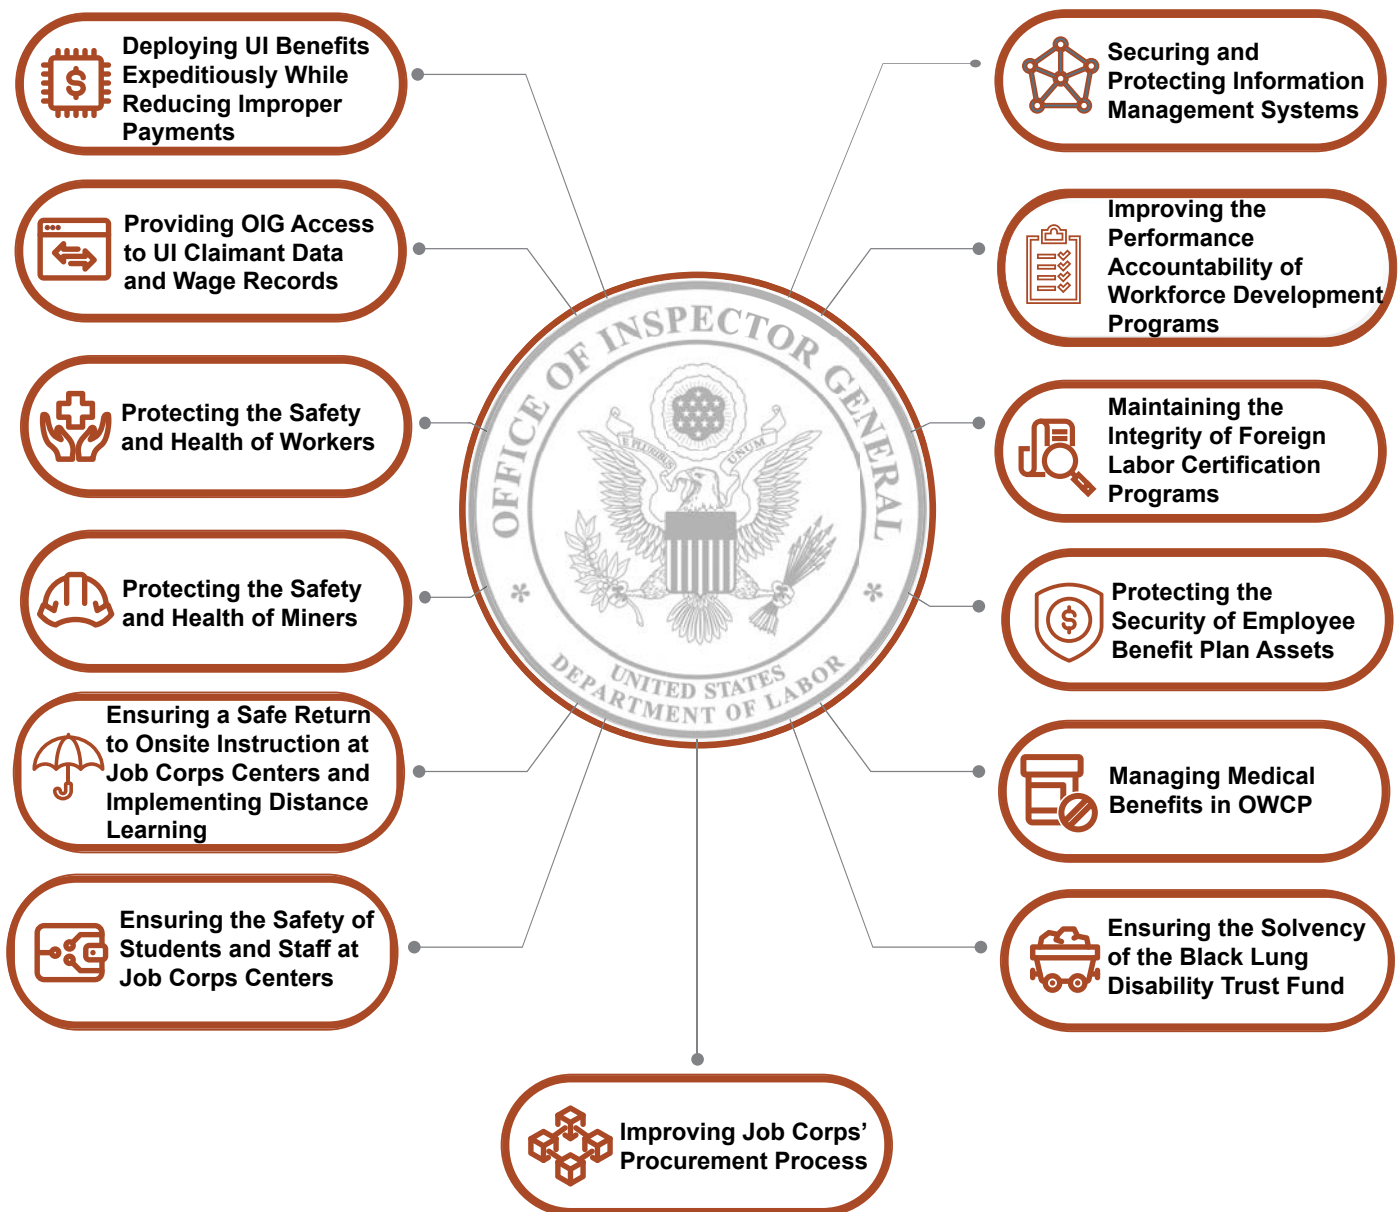 Deploying UI Benefits
Expeditiously While
Reducing Improper
Payments
Providing OIG Access
to UI Claimant Data
and Wage Records
Protecting the Safety
and Health of Workers
Protecting the Safety
and Health of Miners
Ensuring a Safe Return
to Onsite Instruction at
Job Corps Centers and
Implementing Distance
Learning
Ensuring the Safety of
Students and Staff at
Job Corps Centers
OFFICE OF INSPECTOR GENERAL
E PLURIBUS UNUM
UNITED STATES
DEPARTMENT OF LABOR
Securing and
Protecting Information
Management Systems
Improving the
Performance
Accountability of
Workforce Development
Programs
Maintaining the
Integrity of Foreign
Labor Certification
Programs
Protecting the
Security of Employee
Benefit Plan Assets
Managing Medical
Benefits in OWCP
Ensuring the Solvency
of the Black Lung
Disability Trust Fund
Improving Job Corps’
Procurement Process